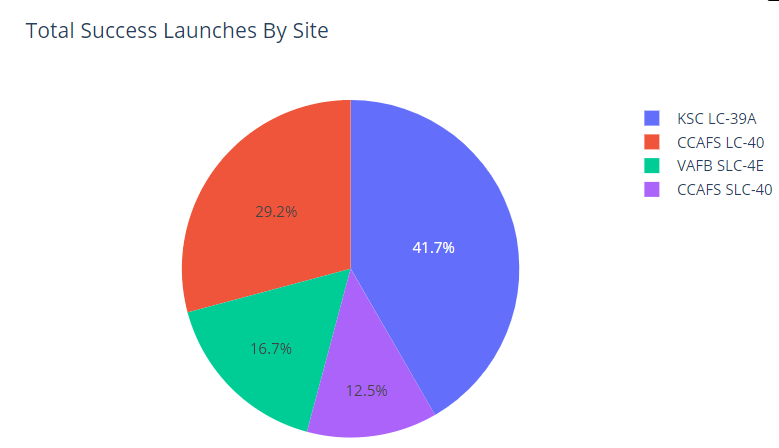 Total Success Launches By Site
KSC LC-39A
CCAFS LC-40
VAFB SLC-4E
CCAFS SLC-40
29.2%
41.7%
16.7%
12.5%